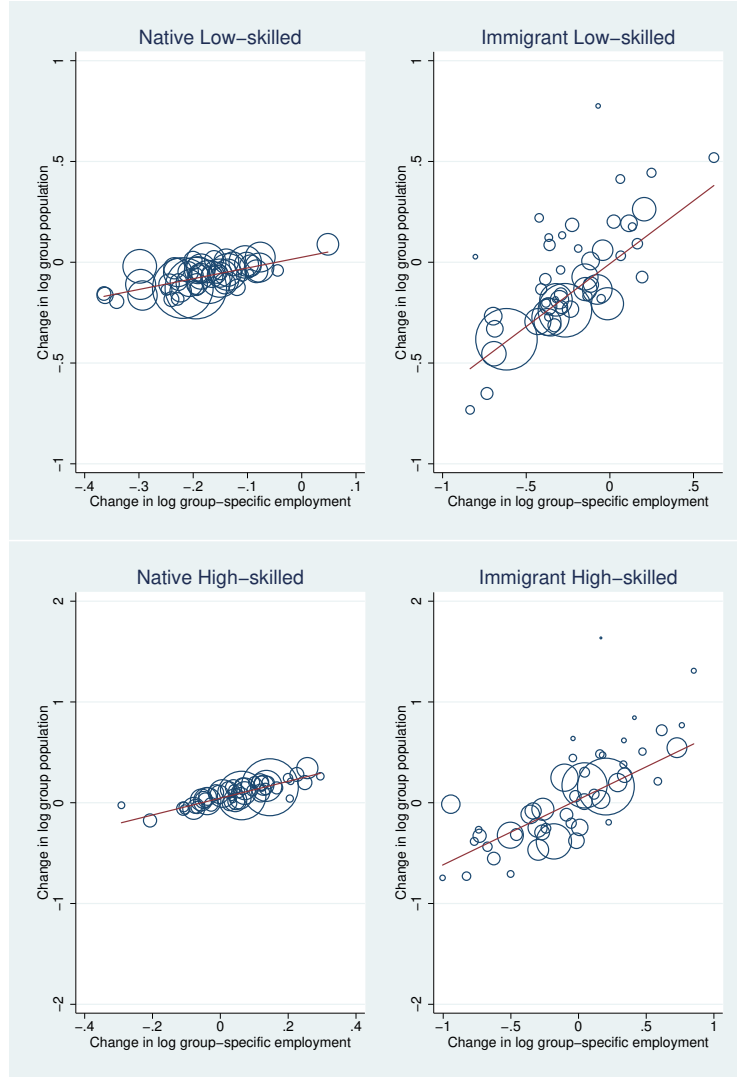 Native Low−skilled
Change in log group population
1
.5
0
−.5
−1
−.4 −.3 −.2 −.1 0 .1
Change in log group−specific employment
Immigrant Low−skilled
Change in log group population
1
.5
0
−.5
−1
−1 −.5 0 .5
Change in log group−specific employment
Native High−skilled
Change in log group population
2
1
0
−1
−2
−.4 −.2 0 .2 .4
Change in log group−specific employment
Immigrant High−skilled
Change in log group population
2
1
0
−1
−2
−1 −.5 0 .5 1
Change in log group−specific employment